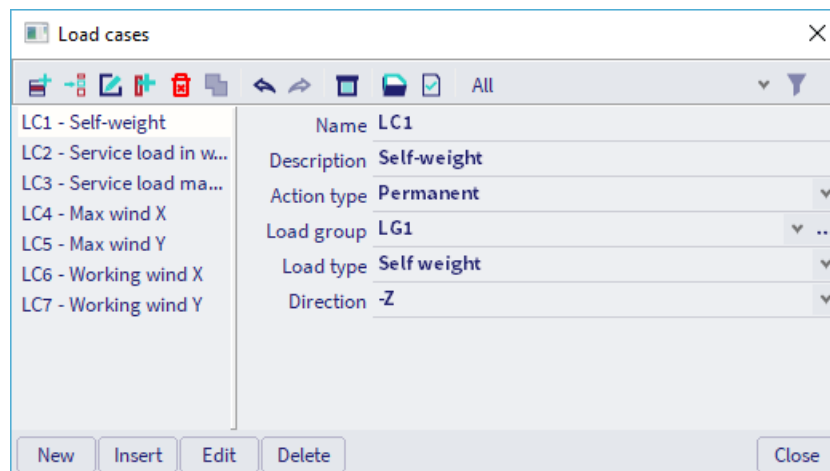 Load cases
All
LC1 - Self-weight
LC2 - Service load in w...
LC3 - Service load ma...
LC4 - Max wind X
LC5 - Max wind Y
LC6 - Working wind X
LC7 - Working wind Y
Name LC1
Description Self-weight
Action type Permanent
Load group LG1 ..
Load type Self weight
Direction -Z
New Insert Edit Delete Close